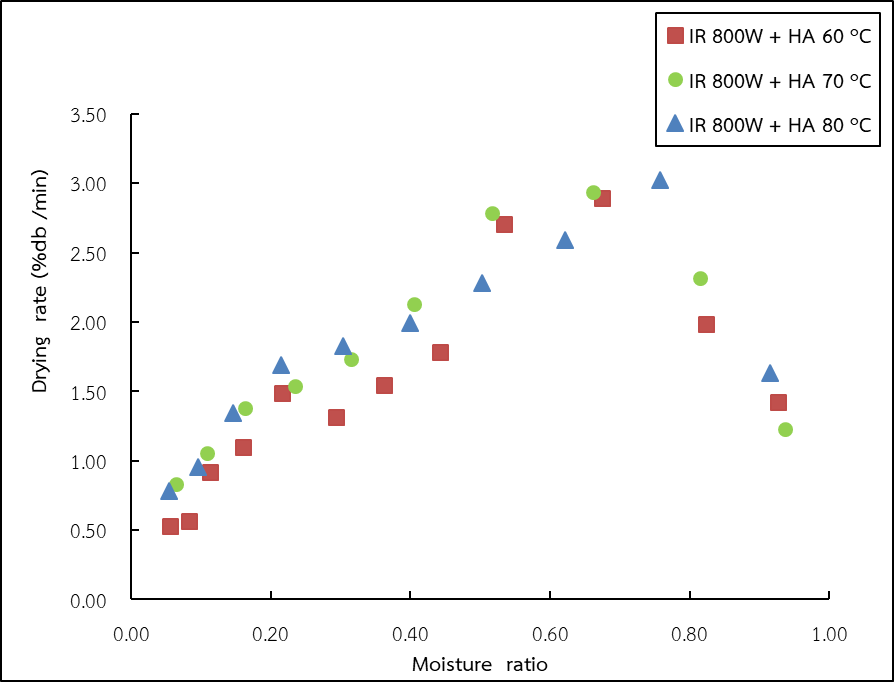 IR 800W + HA 60 °C
IR 800W + HA 70 °C
IR 800W + HA 80 °C
3.50
3.00
2.50
2.00
1.50
1.00
0.50
0.00
Drying rate (%db /min)
0.00 0.20 0.40 0.60 0.80 1.00
Moisture ratio